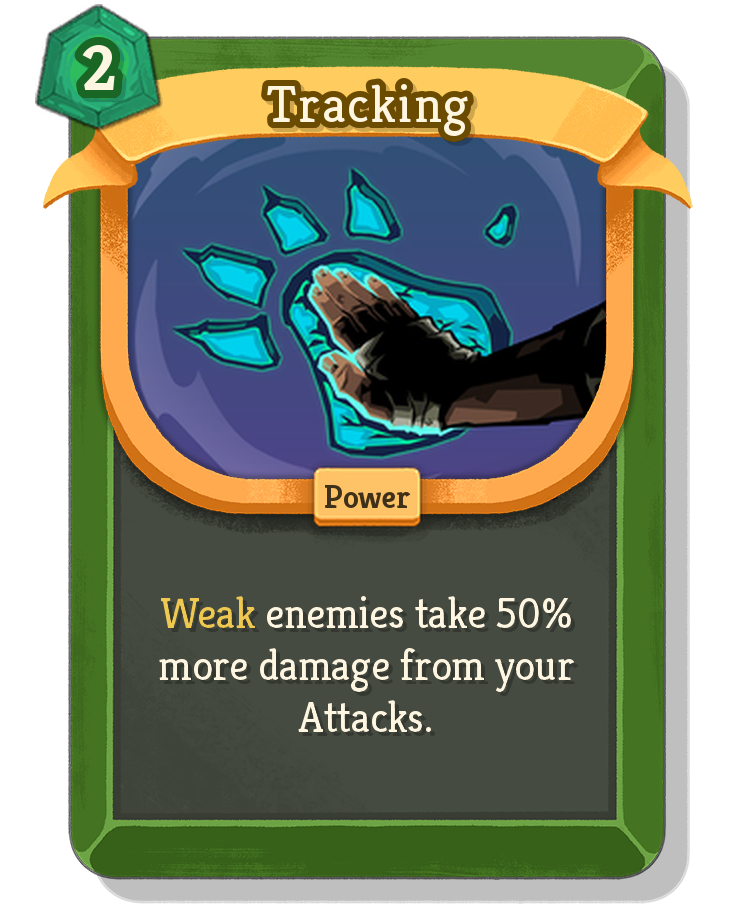 2
Tracking
Power
Weak enemies take 50%
more damage from your
Attacks.